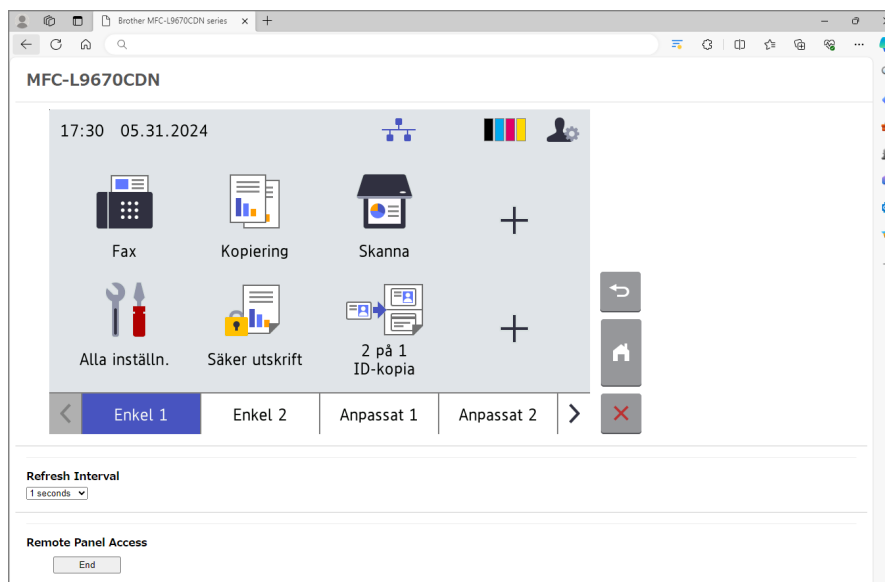 Brother MFC-L9670CDN series
MFC-L9670CDN
17:30 05.31.2024
Fax
Kopiering
Skanna
Alla inställn.
Säker utskrift
2 på 1
ID-kopia
Enkel 1
Enkel 2
Anpassat 1
Anpassat 2
Refresh Interval
1 seconds
Remote Panel Access
End